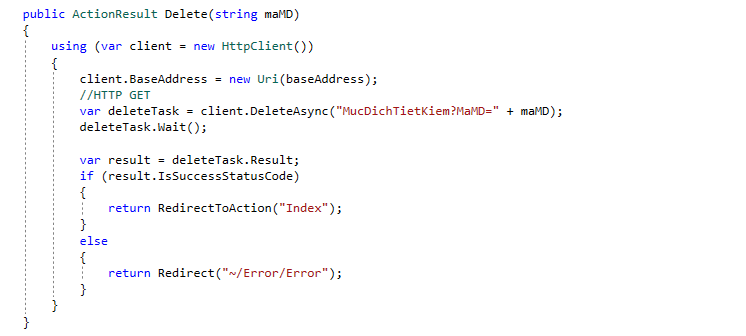 public ActionResult Delete(string maMD)
{
using (var client = new HttpClient())
{
client.BaseAddress = new Uri(baseAddress);
//HTTP GET
var deleteTask = client.DeleteAsync("MucDichTietKiem?MaMD=" + maMD);
deleteTask.Wait();
var result = deleteTask.Result;
if (result.IsSuccessStatusCode)
{
return RedirectToAction("Index");
}
else
{
return Redirect("~/Error/Error");
}
}
}